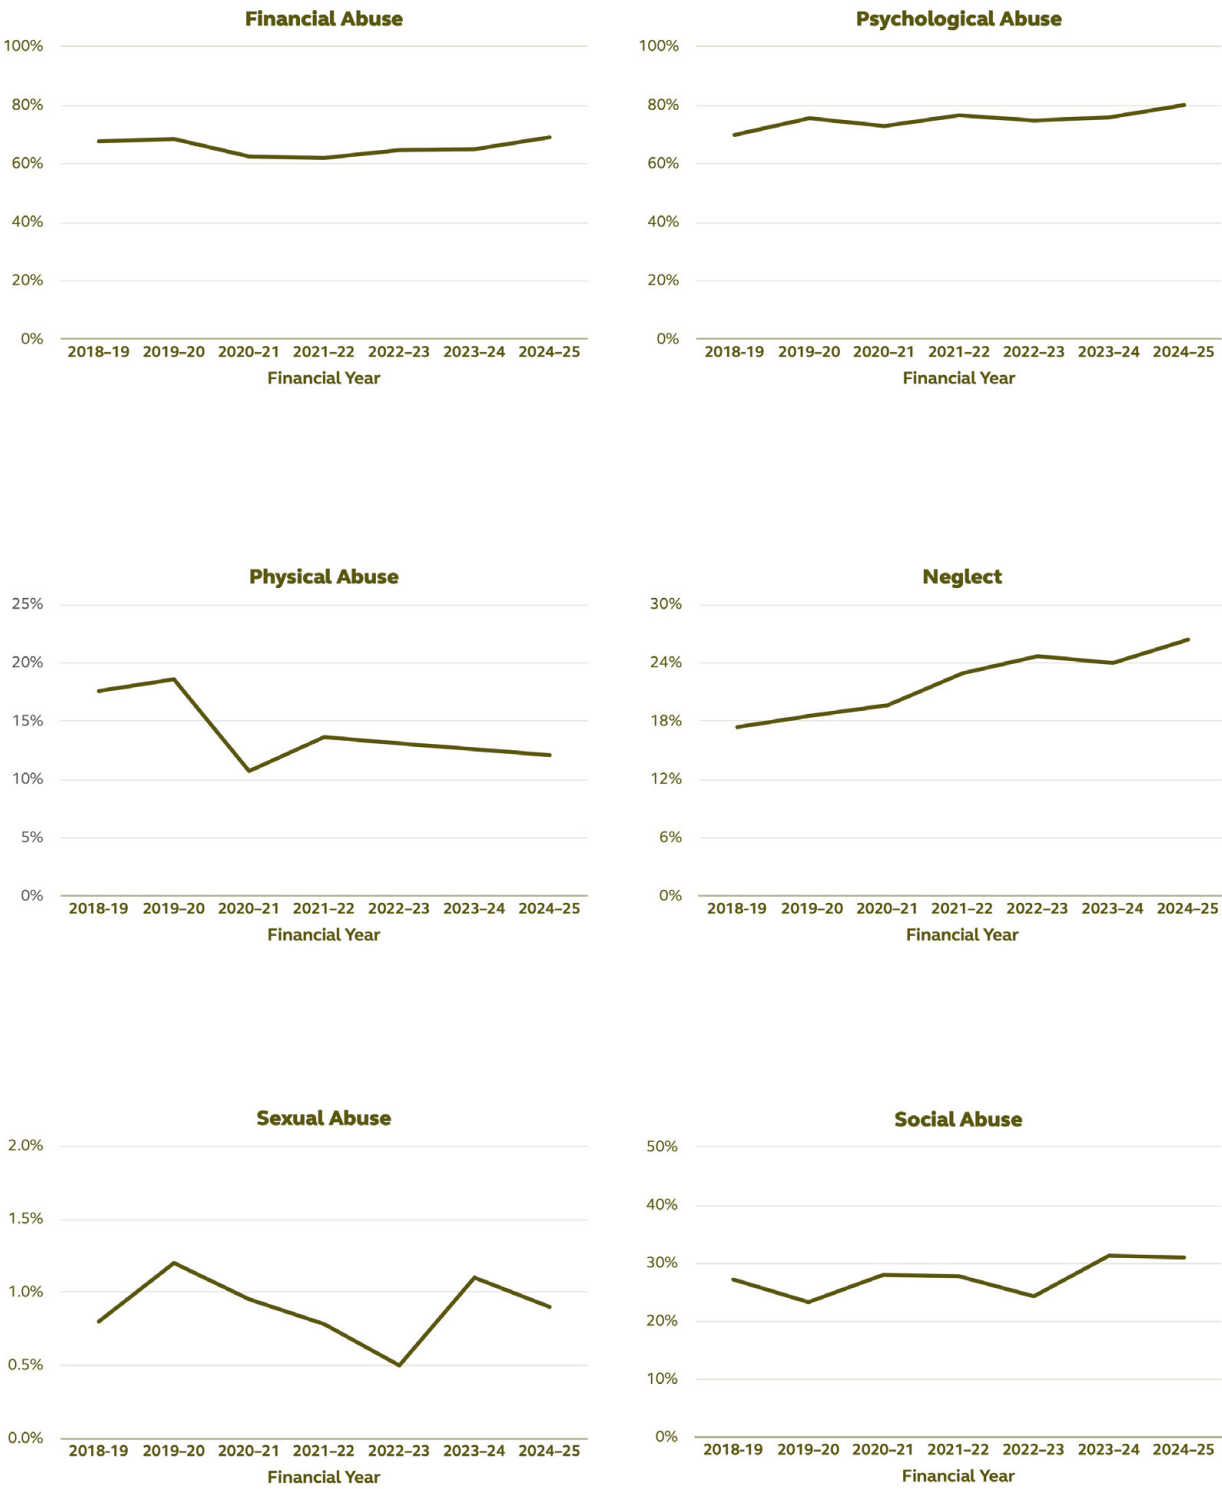 Financial Abuse
100%
80%
60%
40%
20%
0%
2018–19 2019–20 2020–21 2021–22 2022–23 2023–24 2024–25
Financial Year
Psychological Abuse
100%
80%
60%
40%
20%
0%
2018-19 2019–20 2020–21 2021–22 2022–23 2023–24 2024–25
Financial Year
Physical Abuse
25%
20%
15%
10%
5%
0%
2018-19 2019–20 2020–21 2021–22 2022–23 2023–24 2024–25
Financial Year
Neglect
30%
24%
18%
12%
6%
0%
2018-19 2019–20 2020–21 2021–22 2022–23 2023–24 2024–25
Financial Year
Sexual Abuse
2.0%
1.5%
1.0%
0.5%
0.0%
2018-19 2019–20 2020–21 2021–22 2022–23 2023–24 2024–25
Financial Year
Social Abuse
50%
40%
30%
20%
10%
0%
2018-19 2019–20 2020–21 2021–22 2022–23 2023–24 2024–25
Financial Year